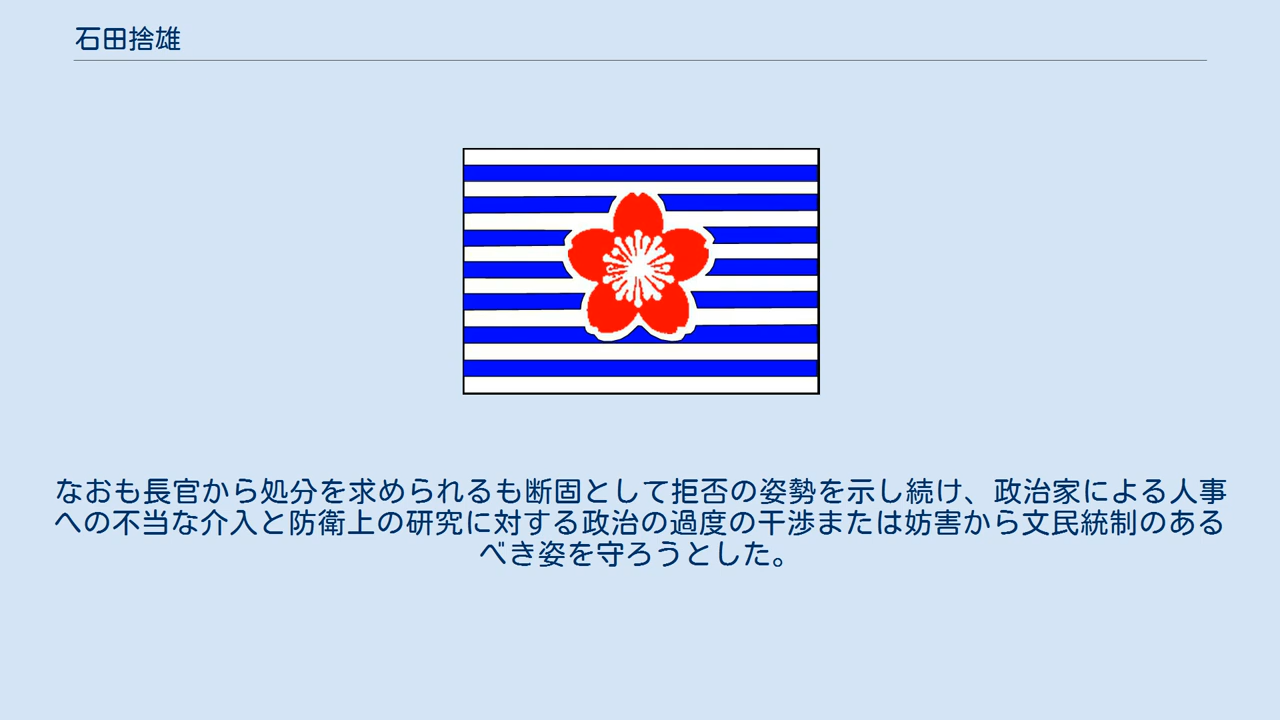 石田捨雄
なおも長官から処分を求められるも断固として拒否の姿勢を示し続け、政治家による人事
への不当な介入と防衛上の研究に対する政治の過度の干渉または妨害から文民統制のある
べき姿を守ろうとした。